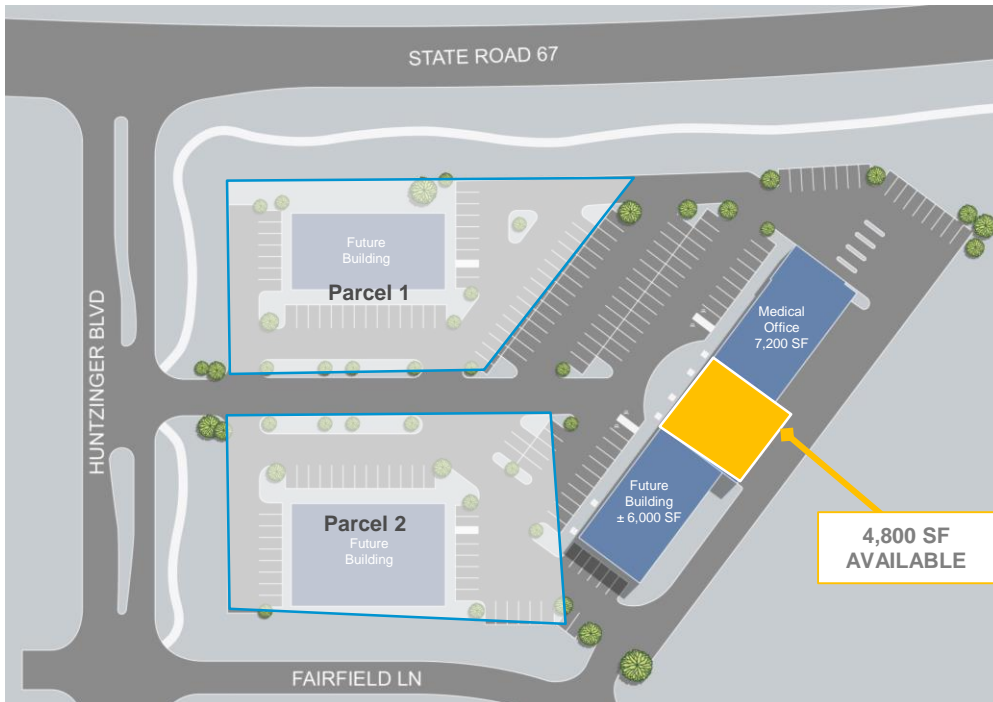 STATE ROAD 67
HUNTZINGER BLVD
Future
Building
Parcel 1
Medical
Office
7,200 SF
Future
Building
± 6,000 SF
Parcel 2
Future
Building
4,800 SF
AVAILABLE
FAIRFIELD LN